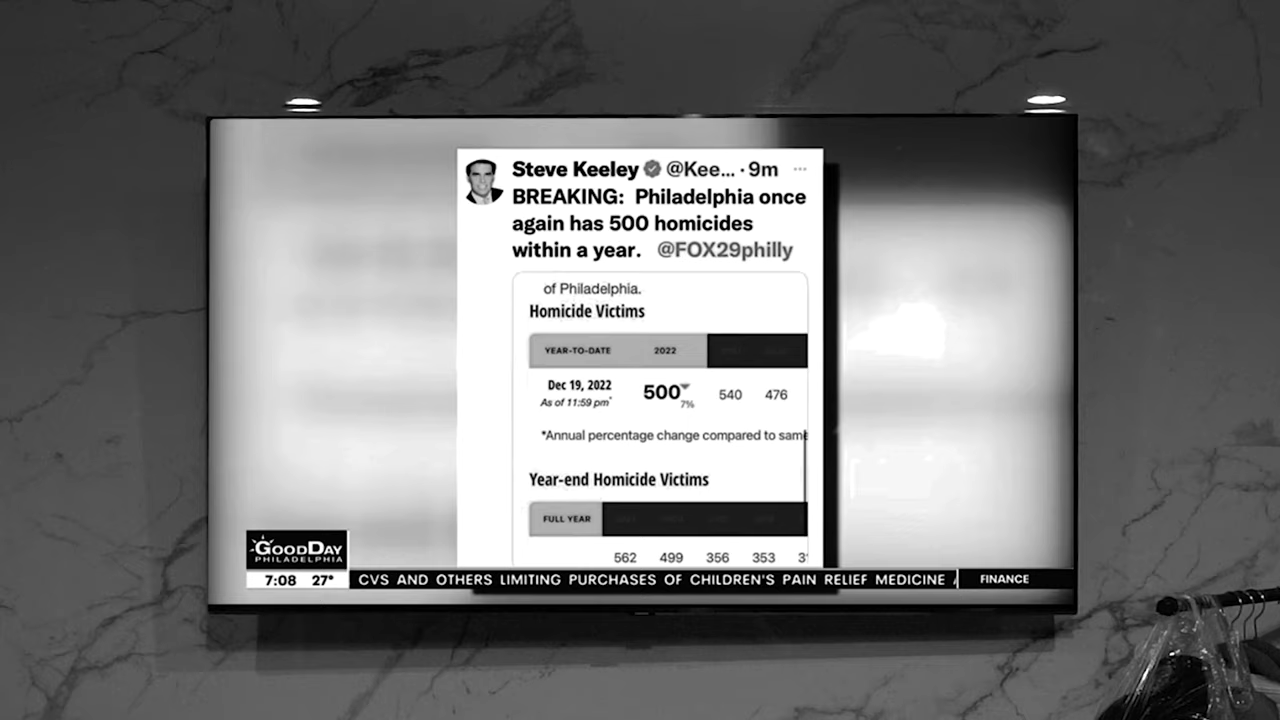 Steve Keeley @Kee... · 9m ...
BREAKING: Philadelphia once
again has 500 homicides
within a year. @FOX29philly
of Philadelphia.
Homicide Victims
YEAR-TO-DATE 2022
Dec 19, 2022 500 540 476
As of 11:59 pm* 7%
*Annual percentage change compared to same
Year-end Homicide Victims
FULL YEAR
562 499 356 353 3
GOODDAY
PHILADELPHIA
7:08 27° CVS AND OTHERS LIMITING PURCHASES OF CHILDREN'S PAIN RELIEF MEDICINE FINANCE